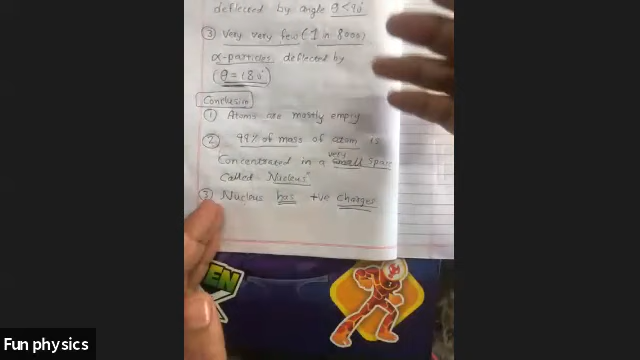 deflected by angle θ<90°
③ Very very few (1 in 8000)
α-particles deflected by
(θ = 180°)
Conclusion
① Atoms are mostly empty
② 99% of mass of atom is
very
Concentrated in a small space
Called Nucleus"
③ Nucleus has +ve charges
Fun physics